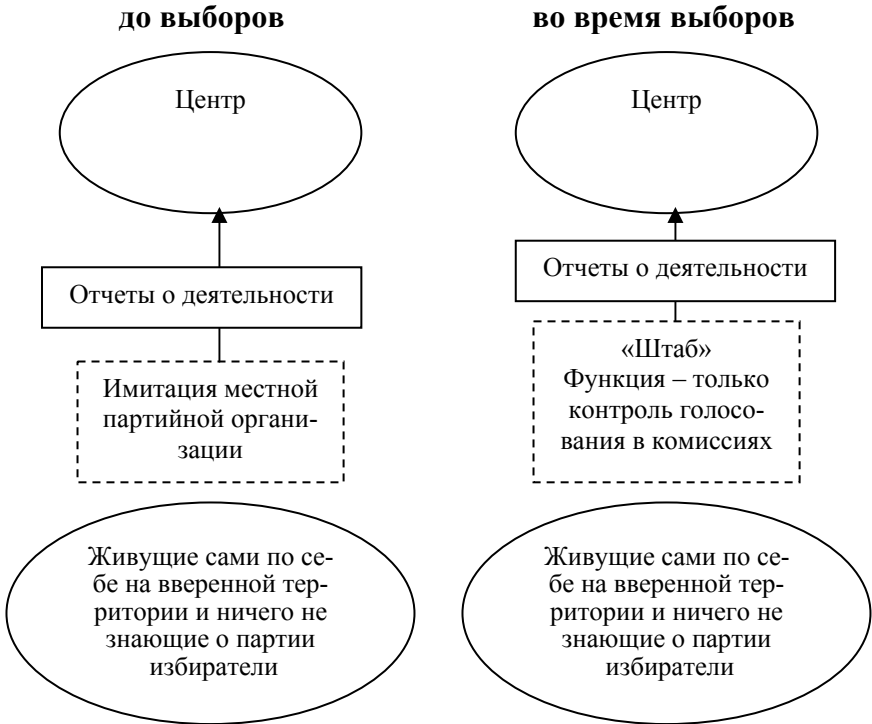 до выборов
Центр
Отчеты о деятельности
Имитация местной
партийной органи-
зации
Живущие сами по се-
бе на вверенной тер-
ритории и ничего не
знающие о партии
избиратели
во время выборов
Центр
Отчеты о деятельности
«Штаб»
Функция – только
контроль голосо-
вания в комиссиях
Живущие сами по се-
бе на вверенной тер-
ритории и ничего не
знающие о партии
избиратели